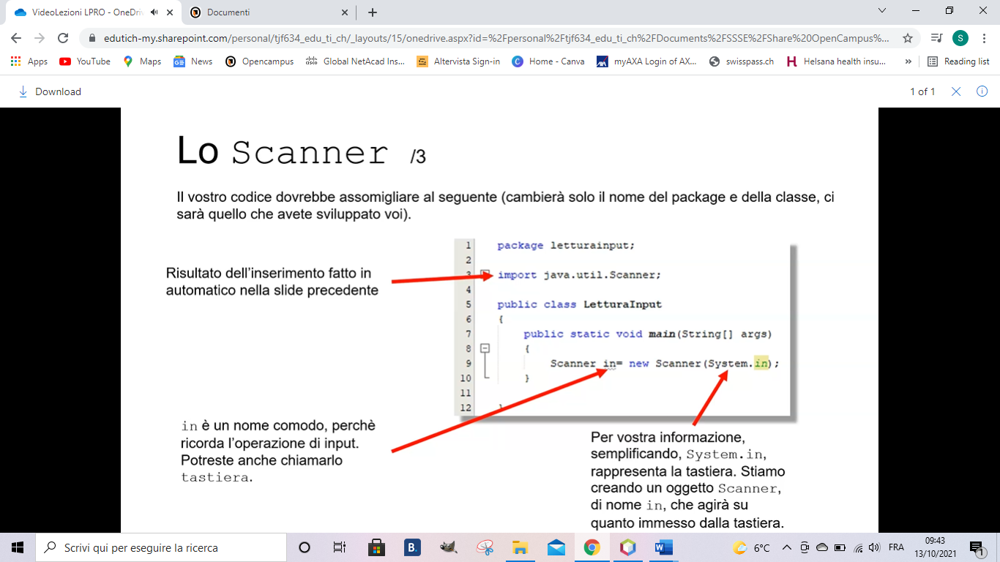 VideoLezioni LPRO - OneDriv
Documenti
edutich-my.sharepoint.com/personal/tjf634_edu_ti_ch/_layouts/15/onedrive.aspx?id=%2Fpersonal%2Ftjf634_edu_ti_ch%2FDocuments%2FSSSE%2FShare%20OpenCampus%...
S
Apps YouTube Maps News Opencampus Global NetAcad Ins... Altervista Sign-in Home - Canva myAXA Login of AX... swisspass.ch Helsana health insu... » Reading list
Download
1 of 1
Lo Scanner /3
Il vostro codice dovrebbe assomigliare al seguente (cambierà solo il nome del package e della classe, ci
sarà quello che avete sviluppato voi).
Risultato dell'inserimento fatto in
automatico nella slide precedente
1 package letturainput;
2
3 import java.util.Scanner;
4
5 public class LetturaInput
6 {
7 public static void main(String[] args)
8 {
9 Scanner in= new Scanner(System.in);
10 }
11
12 }
in è un nome comodo, perchè
ricorda l'operazione di input.
Potreste anche chiamarlo
tastiera.
Per vostra informazione,
semplificando, System.in,
rappresenta la tastiera. Stiamo
creando un oggetto Scanner,
di nome in, che agirà su
quanto immesso dalla tastiera.
Scrivi qui per eseguire la ricerca
B.
6°C
FRA
09:43
13/10/2021
1